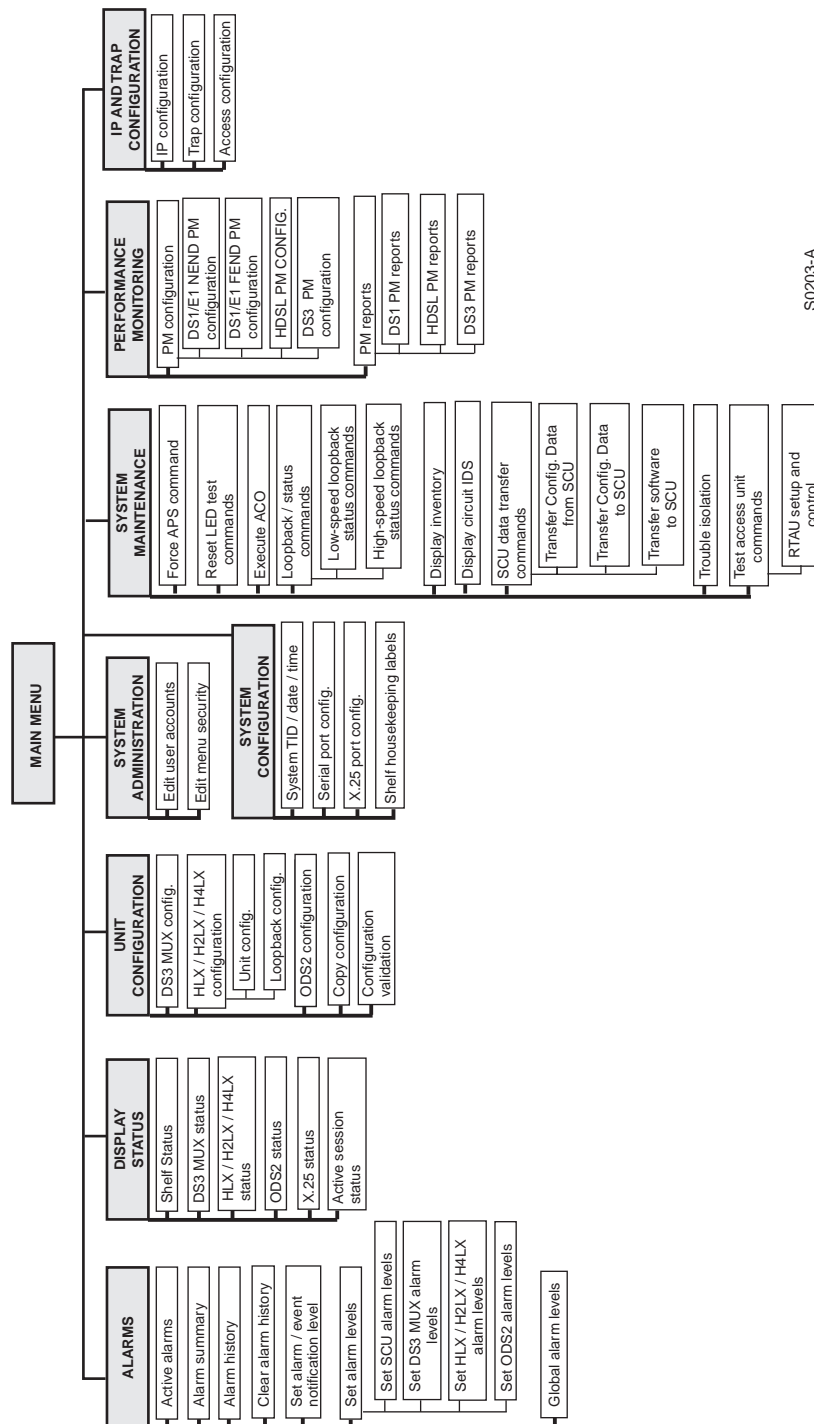 MAIN MENU
ALARMS
Active alarms
Alarm summary
Alarm history
Clear alarm history
Set alarm / event
notification level
Set alarm levels
Set SCU alarm levels
Set DS3 MUX alarm
levels
Set HLX / H2LX / H4LX
alarm levels
Set ODS2 alarm levels
Global alarm levels
DISPLAY
STATUS
Shelf Status
DS3 MUX status
HLX / H2LX / H4LX
status
ODS2 status
X.25 status
Active session
status
UNIT
CONFIGURATION
DS3 MUX config.
HLX / H2LX / H4LX
configuration
Unit config.
Loopback config.
ODS2 configuration
Copy configuration
Configuration
validation
SYSTEM
ADMINISTRATION
Edit user accounts
Edit menu security
SYSTEM
CONFIGURATION
System TID / date / time
Serial port config.
X.25 port config.
Shelf housekeeping labels
SYSTEM
MAINTENANCE
Force APS command
Reset LED test
commands
Execute ACO
Loopback / status
commands
Low-speed loopback
status commands
High-speed loopback
status commands
Display inventory
Display circuit IDS
SCU data transfer
commands
Transfer Config. Data
from SCU
Transfer Config. Data
to SCU
Transfer software
to SCU
Trouble isolation
Test access unit
commands
RTAU setup and
control
PERFORMANCE
MONITORING
PM configuration
DS1/E1 NEND PM
configuration
DS1/E1 FEND PM
configuration
HDSL PM CONFIG.
DS3 PM
configuration
PM reports
DS1 PM reports
HDSL PM reports
DS3 PM reports
IP AND TRAP
CONFIGURATION
IP configuration
Trap configuration
Access configuration
S0203-A